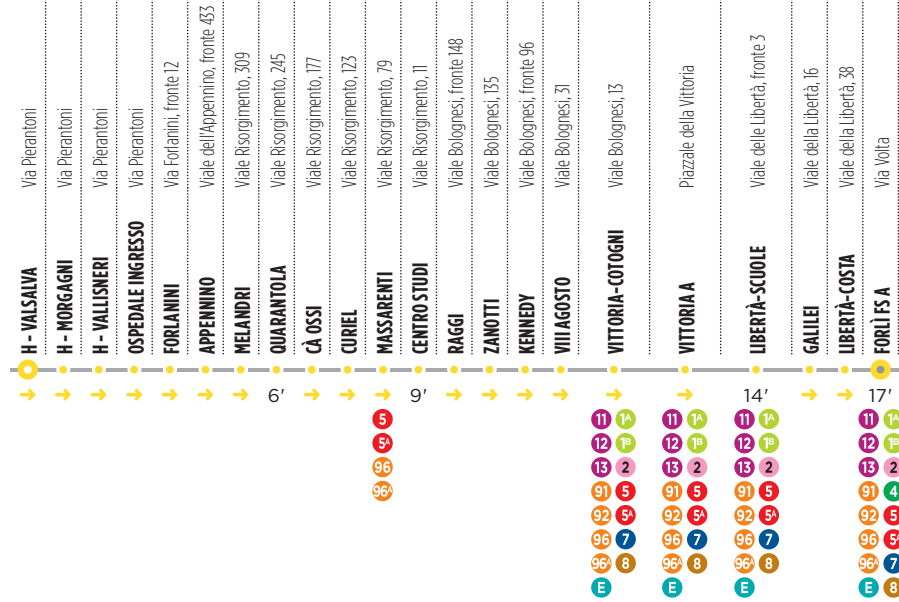 Via Pierantoni
Via Pierantoni
Via Pierantoni
Via Pierantoni
Via Forlanini, fronte 12
Viale dell'Appennino, fronte 433
Viale Risorgimento, 309
Viale Risorgimento, 245
Viale Risorgimento, 177
Viale Risorgimento, 123
Viale Risorgimento, 79
Viale Risorgimento, 11
Viale Bolognesi, fronte 148
Viale Bolognesi, 135
Viale Bolognesi, fronte 96
Viale Bolognesi, 31
Viale Bolognesi, 13
Piazzale della Vittoria
Viale delle Libertà, fronte 3
Viale della Libertà, 16
Viale della Libertà, 38
Via Volta
H - VALSALVA
H - MORGAGNI
H - VALLISNERI
OSPEDALE INGRESSO
FORLANINI
APPENNINO
MELANDRI
QUARANTOLA
CÀ OSSI
CURIEL
MASSARENTI
CENTRO STUDI
RAGGI
ZANOTTI
KENNEDY
VIII AGOSTO
VITTORIA-COTOGNI
VITTORIA A
LIBERTÀ-SCUOLE
GALILEI
LIBERTÀ-COSTA
FORLÌ FS A
6' 9' 14' 17'
5 11 1A 11 1A 11 1A 11 1A
5A 12 1B 12 1B 12 1B 12 1B
96 13 2 13 2 13 2 13 2
96A 91 5 91 5 91 5 91 4
92 5A 92 5A 92 5A 92 5
96 7 96 7 96 7 96 5A
96A 8 96A 8 96A 8 96A 7
E E E E 8